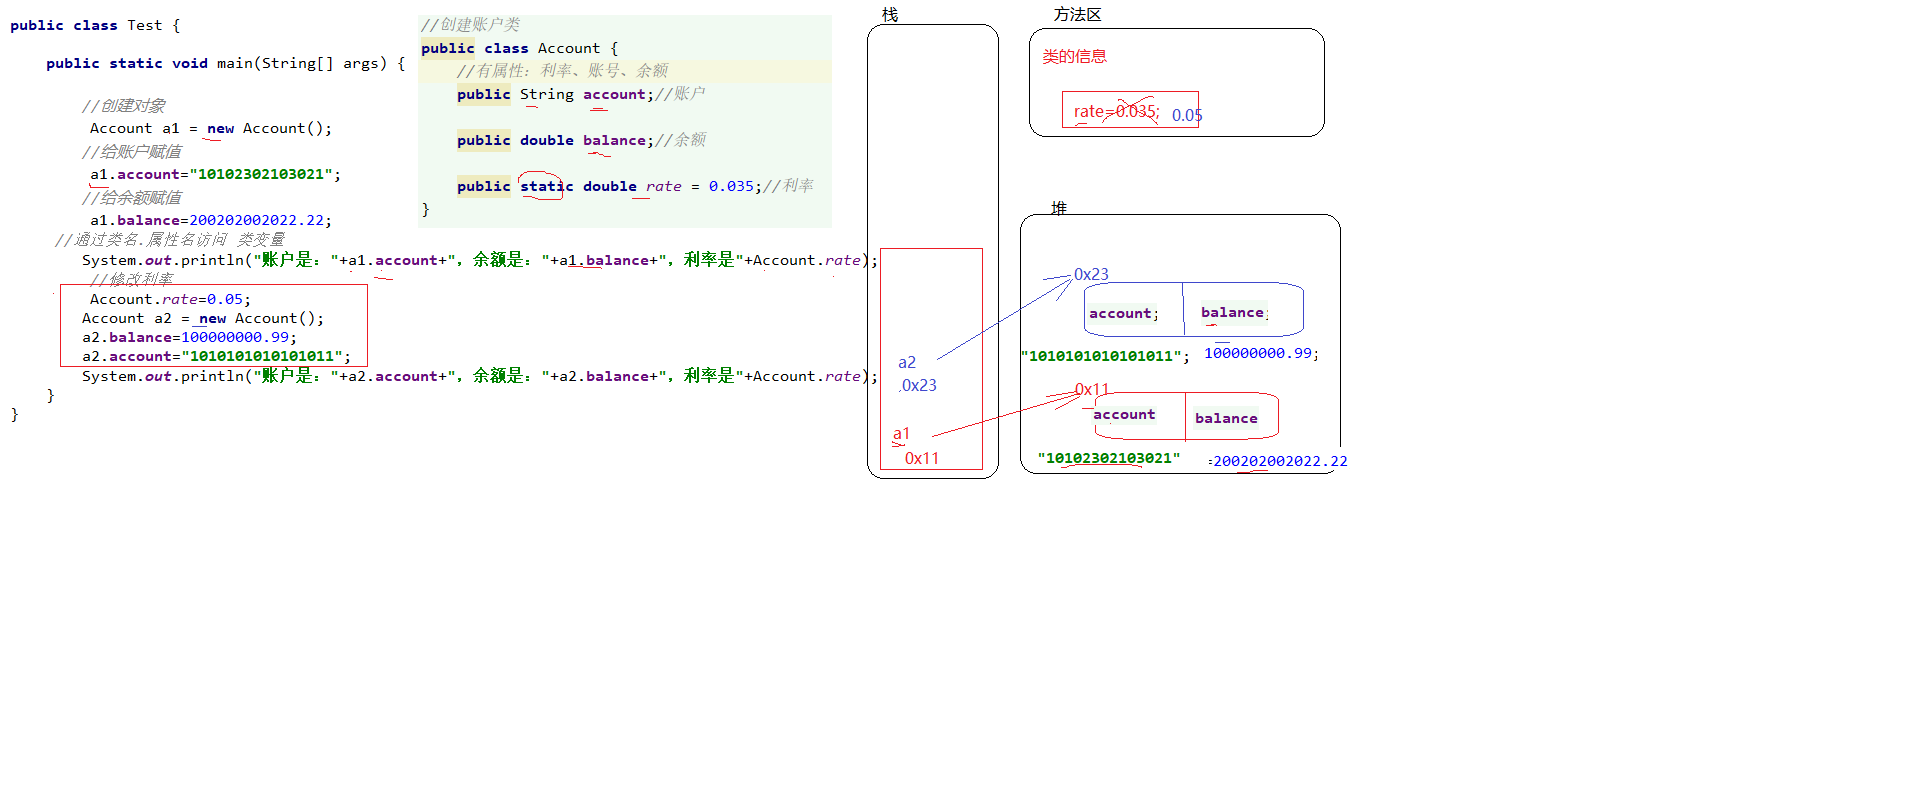 public class Test {
public static void main(String[] args) {
//创建对象
Account a1 = new Account();
//给账户赋值
a1.account="10102302103021";
//给余额赋值
a1.balance=200202002022.22;
//通过类名.属性名访问 类变量
System.out.println("账户是: "+a1.account+", 余额是: "+a1.balance+", 利率是"+Account.rate);
//修改利率
Account.rate=0.05;
Account a2 = new Account();
a2.balance=100000000.99;
a2.account="1010101010101011";
System.out.println("账户是: "+a2.account+", 余额是: "+a2.balance+", 利率是"+Account.rate);
}
}
//创建账户类
public class Account {
//有属性: 利率、账号、余额
public String account;//账户
public double balance;//余额
public static double rate = 0.035;//利率
}
栈
a2
0x23
a1
0x11
方法区
类的信息
rate=0.035; 0.05
堆
0x23
account; balance;
"1010101010101011"; 100000000.99;
0x11
account balance
"10102302103021" =200202002022.22